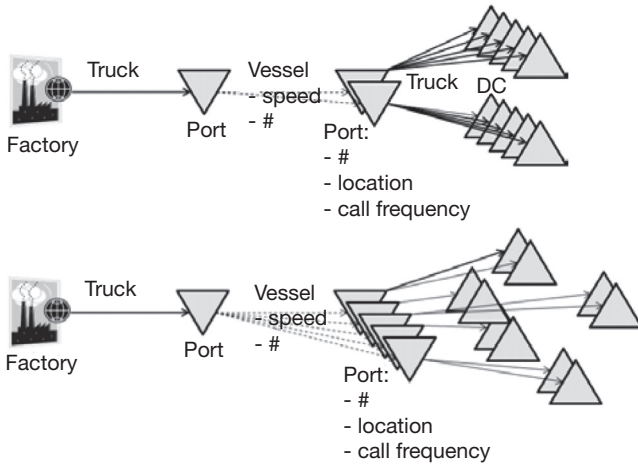 Truck
Vessel
- speed
- #
Truck
DC
Factory
Port
Port:
- #
- location
- call frequency
Truck
Vessel
- speed
- #
Factory
Port
Port:
- #
- location
- call frequency